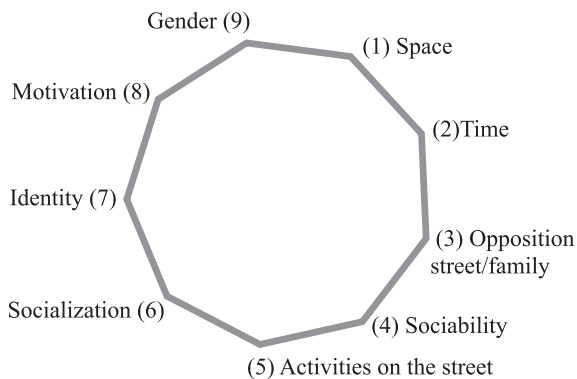 Gender (9)
(1) Space
Motivation (8)
(2)Time
Identity (7)
(3) Opposition
street/family
Socialization (6)
(4) Sociability
(5) Activities on the street